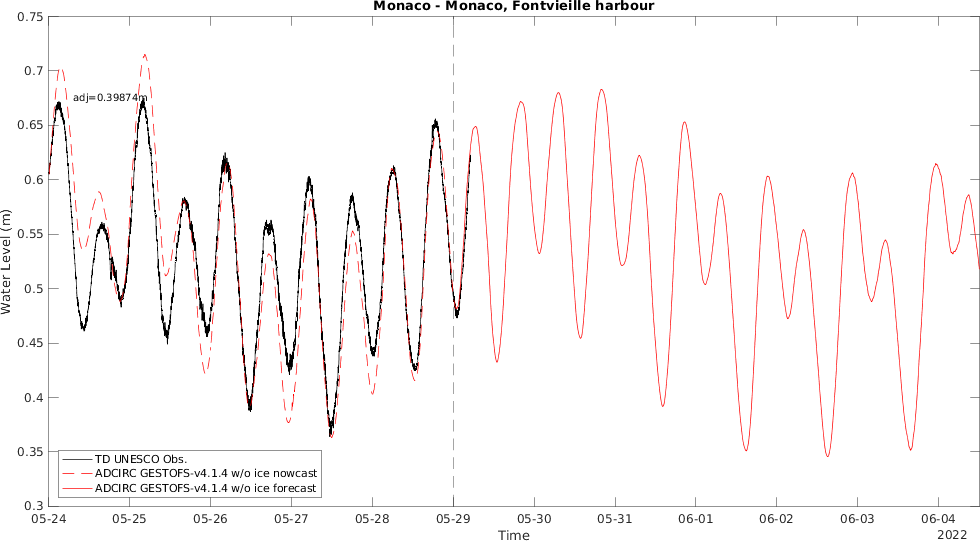 Monaco - Monaco, Fontvieille harbour
0.75
0.7
adj=0.39874m
0.65
0.6
0.55
Water Level (m)
0.5
0.45
0.4
0.35
0.3
TD UNESCO Obs.
ADCIRC GESTOFS-v4.1.4 w/o ice nowcast
ADCIRC GESTOFS-v4.1.4 w/o ice forecast
05-24 05-25 05-26 05-27 05-28 05-29 05-30 05-31 06-01 06-02 06-03 06-04
Time
2022